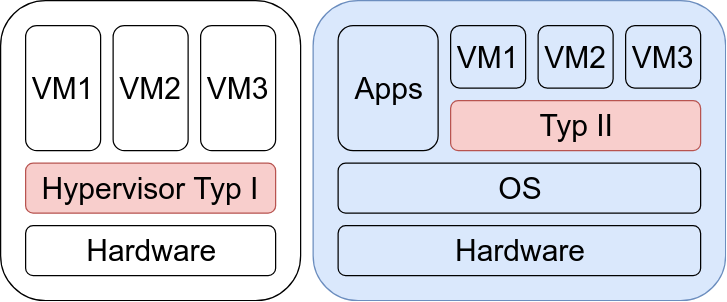 VM1 VM2 VM3
Hypervisor Typ I
Hardware
Apps
VM1 VM2 VM3
Typ II
OS
Hardware